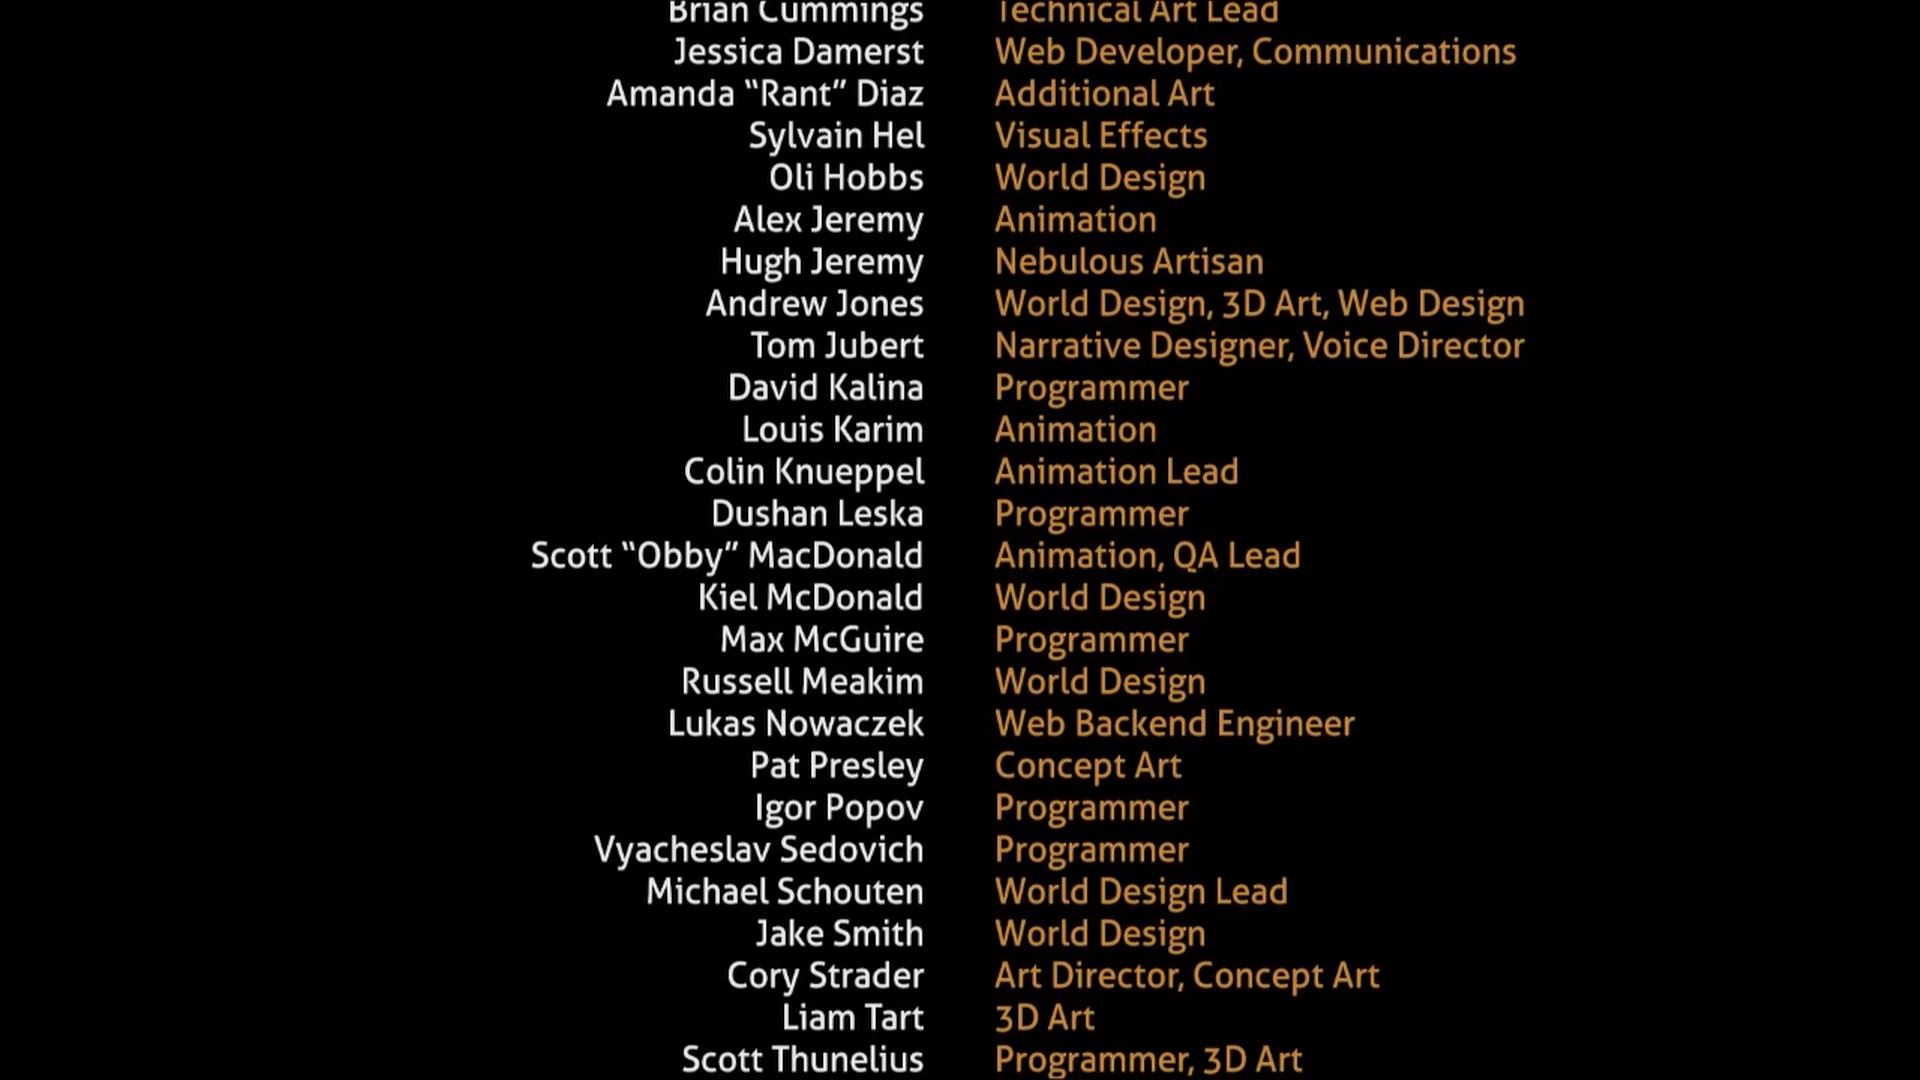 Brian Cummings Technical Art Lead
Jessica Damerst Web Developer, Communications
Amanda “Rant” Diaz Additional Art
Sylvain Hel Visual Effects
Oli Hobbs World Design
Alex Jeremy Animation
Hugh Jeremy Nebulous Artisan
Andrew Jones World Design, 3D Art, Web Design
Tom Jubert Narrative Designer, Voice Director
David Kalina Programmer
Louis Karim Animation
Colin Knueppel Animation Lead
Dushan Leska Programmer
Scott “Obby” MacDonald Animation, QA Lead
Kiel McDonald World Design
Max McGuire Programmer
Russell Meakim World Design
Lukas Nowaczek Web Backend Engineer
Pat Presley Concept Art
Igor Popov Programmer
Vyacheslav Sedovich Programmer
Michael Schouten World Design Lead
Jake Smith World Design
Cory Strader Art Director, Concept Art
Liam Tart 3D Art
Scott Thunelius Programmer, 3D Art